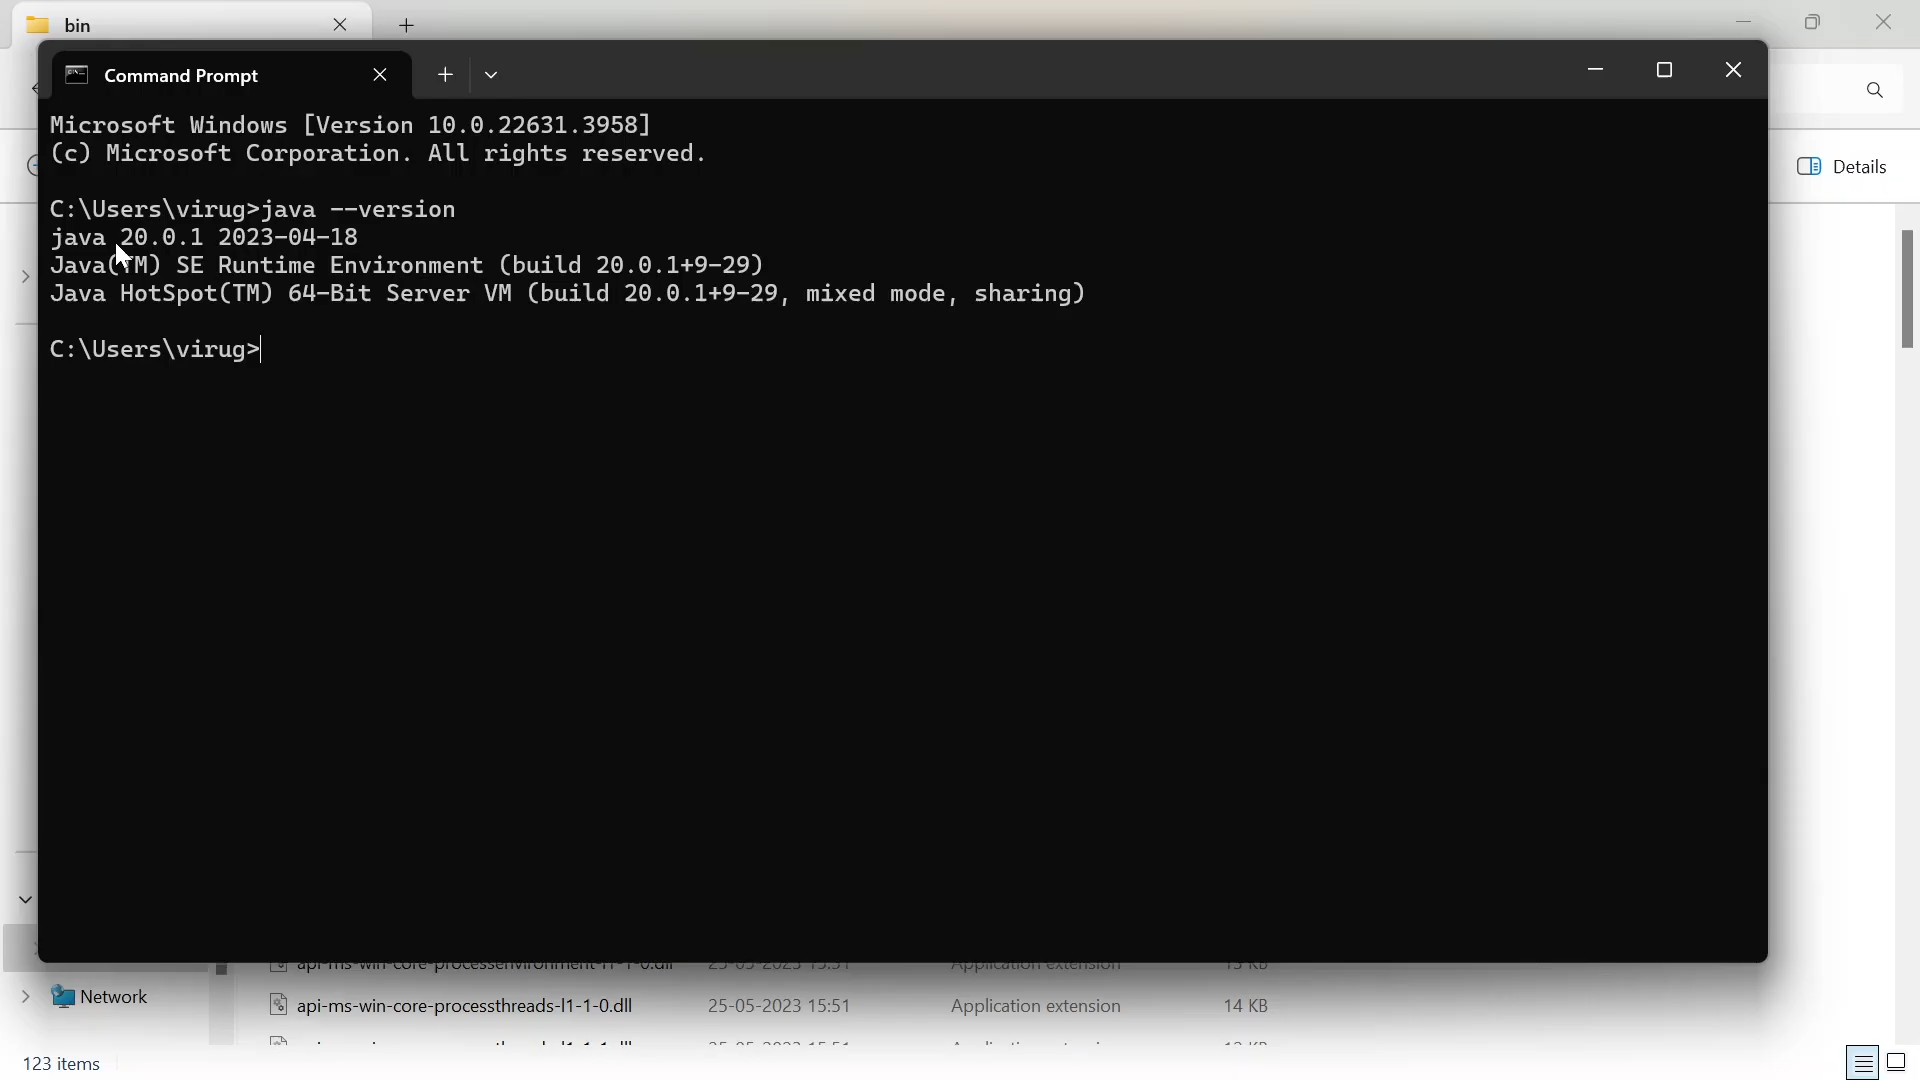 bin
Command Prompt
Microsoft Windows [Version 10.0.22631.3958]
(c) Microsoft Corporation. All rights reserved.
Details
C:\Users\virug>java --version
java 20.0.1 2023-04-18
Java(TM) SE Runtime Environment (build 20.0.1+9-29)
Java HotSpot(TM) 64-Bit Server VM (build 20.0.1+9-29, mixed mode, sharing)
C:\Users\virug>
api-ms-win-core-processenvironment-l1-1-0.dll 25-05-2023 15:51 Application extension 13 KB
Network
api-ms-win-core-processthreads-l1-1-0.dll 25-05-2023 15:51 Application extension 14 KB
123 items